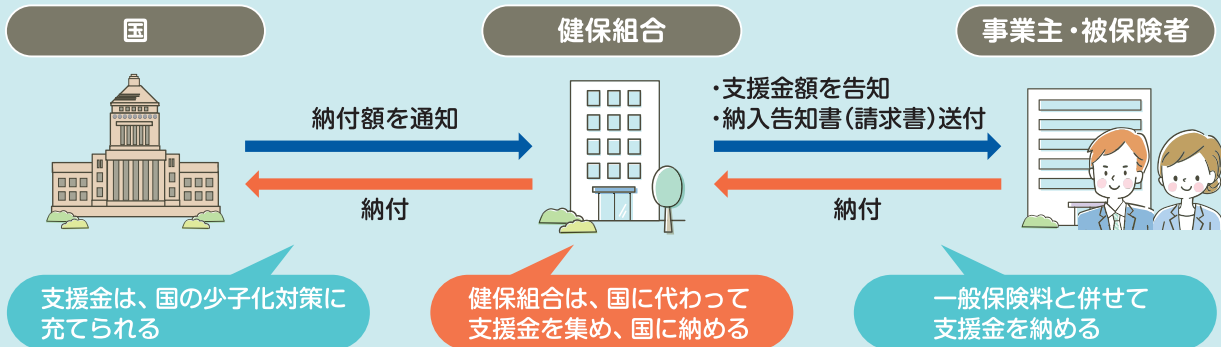 国
健保組合
事業主・被保険者
納付額を通知
納付
・支援金額を告知
・納入告知書(請求書)送付
納付
支援金は、国の少子化対策に
充てられる
健保組合は、国に代わって
支援金を集め、国に納める
一般保険料と併せて
支援金を納める